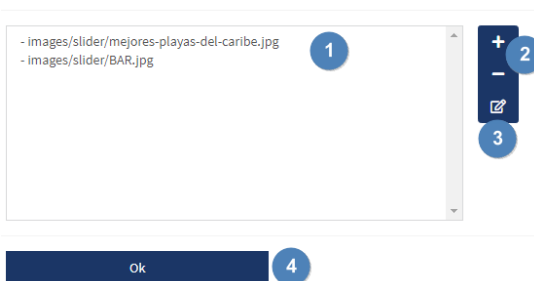 - images/slider/mejores-playas-del-caribe.jpg
- images/slider/BAR.jpg
1
+
2
−
3
Ok
4